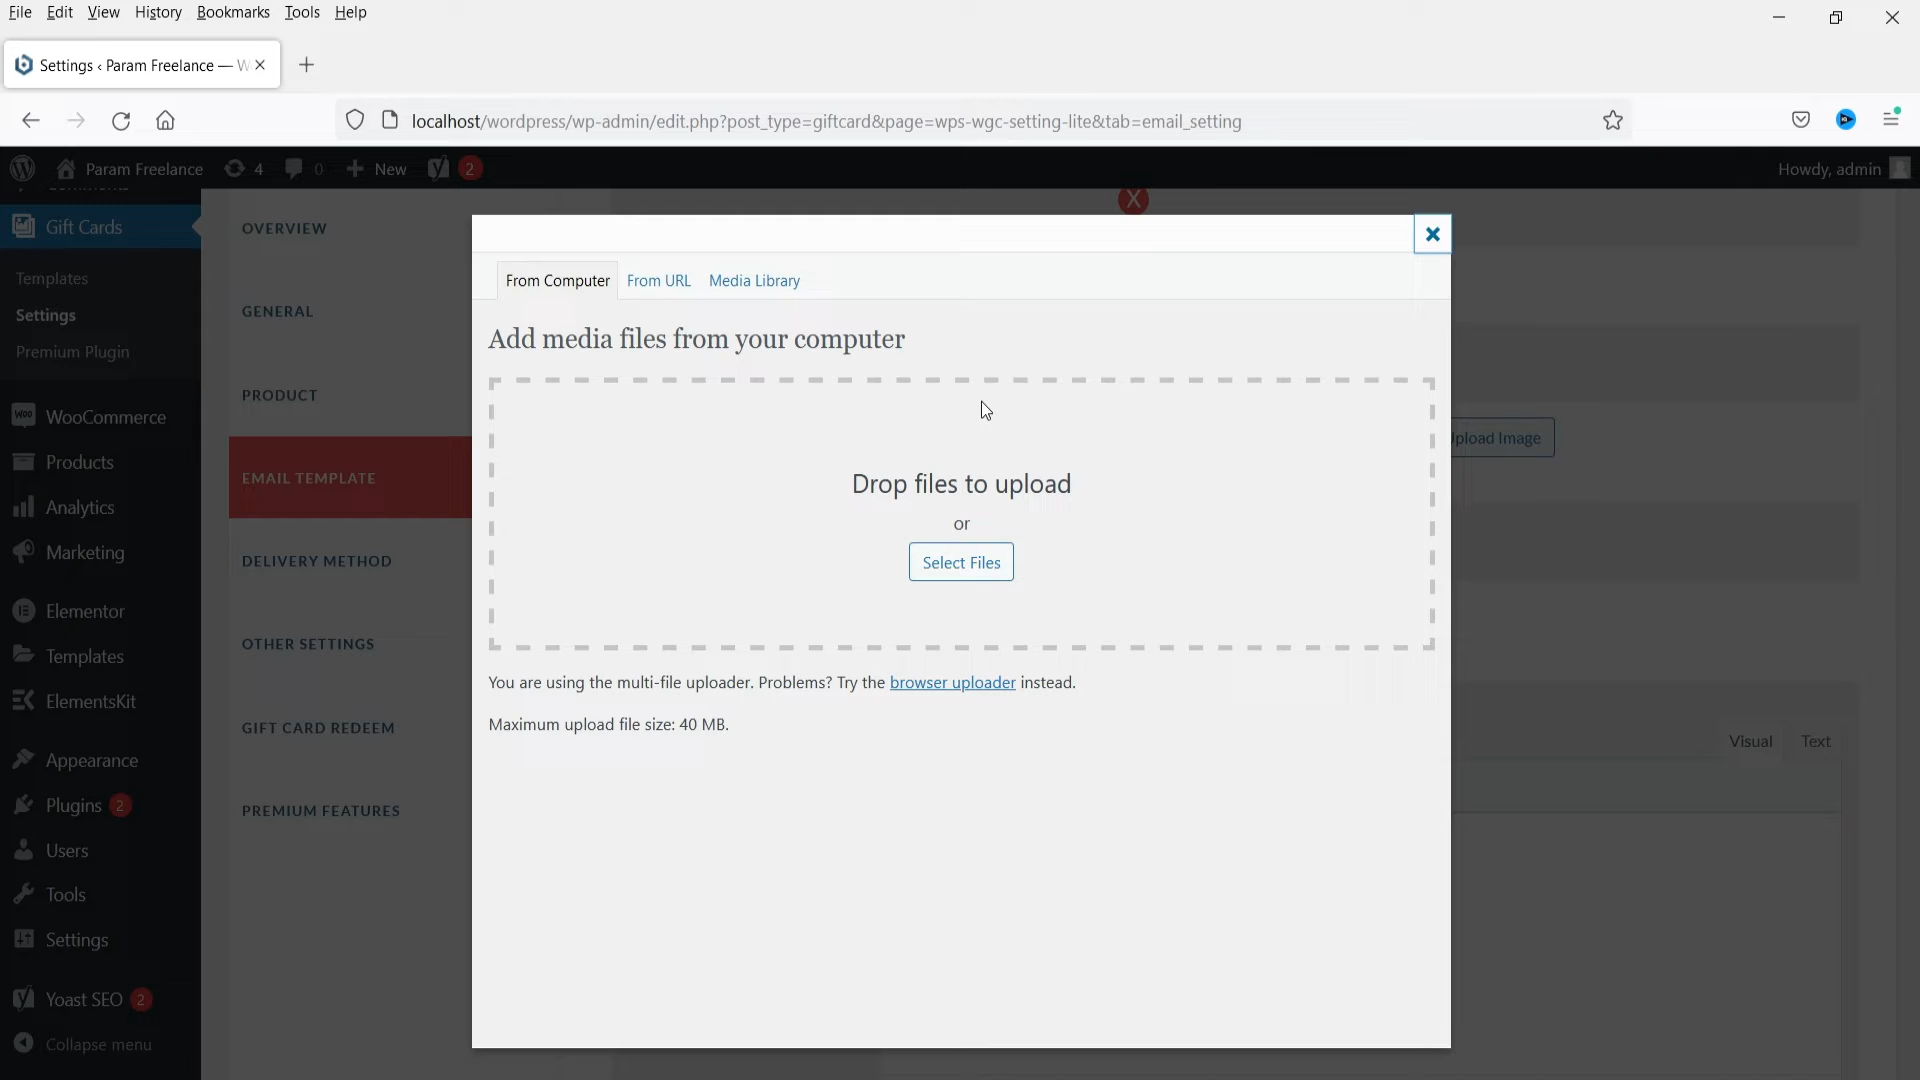 File Edit View History Bookmarks Tools Help
Settings ‹ Param Freelance —
localhost/wordpress/wp-admin/edit.php?post_type=giftcard&page=wps-wgc-setting-lite&tab=email_setting
Param Freelance 4 0 New 2 Howdy, admin
X
Gift Cards
Templates
Settings
Premium Plugin
WooCommerce
Products
Analytics
Marketing
Elementor
Templates
ElementsKit
Appearance
Plugins 2
Users
Tools
Settings
Yoast SEO 2
Collapse menu
OVERVIEW
GENERAL
PRODUCT
EMAIL TEMPLATE
DELIVERY METHOD
OTHER SETTINGS
GIFT CARD REDEEM
PREMIUM FEATURES
From Computer From URL Media Library
Add media files from your computer
Drop files to upload
or
Select Files
You are using the multi-file uploader. Problems? Try the browser uploader instead.
Maximum upload file size: 40 MB.
pload Image
Visual Text